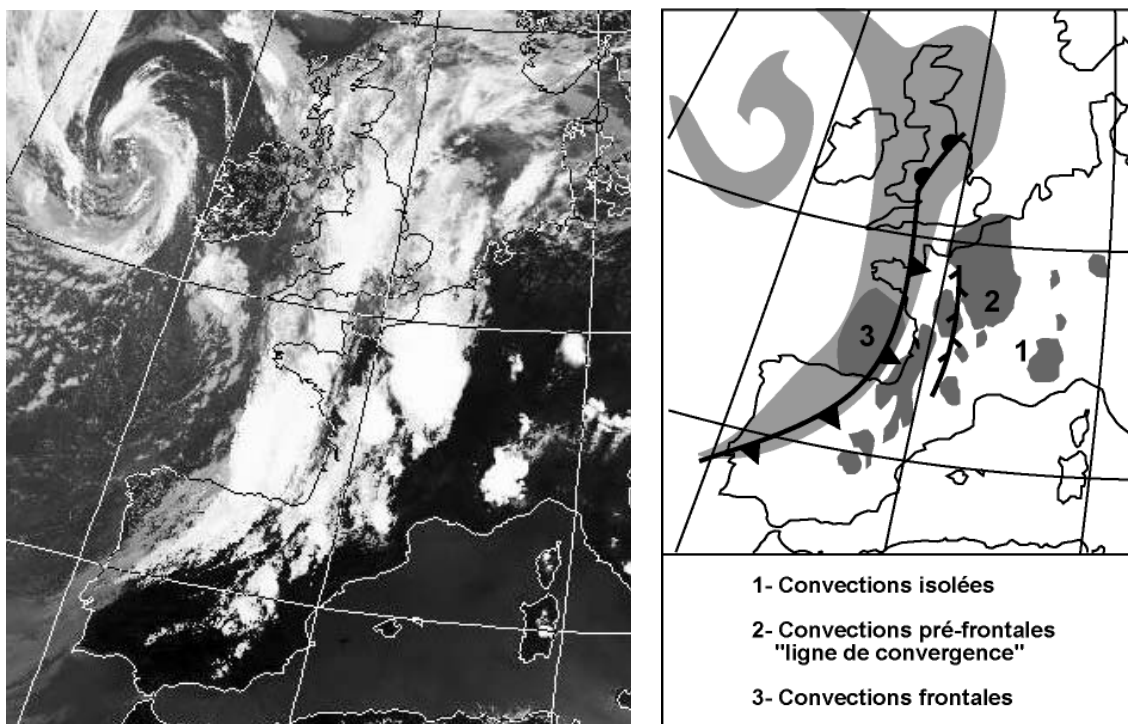 2
3
1
1- Convections isolées
2- Convections pré-frontales
"ligne de convergence"
3- Convections frontales